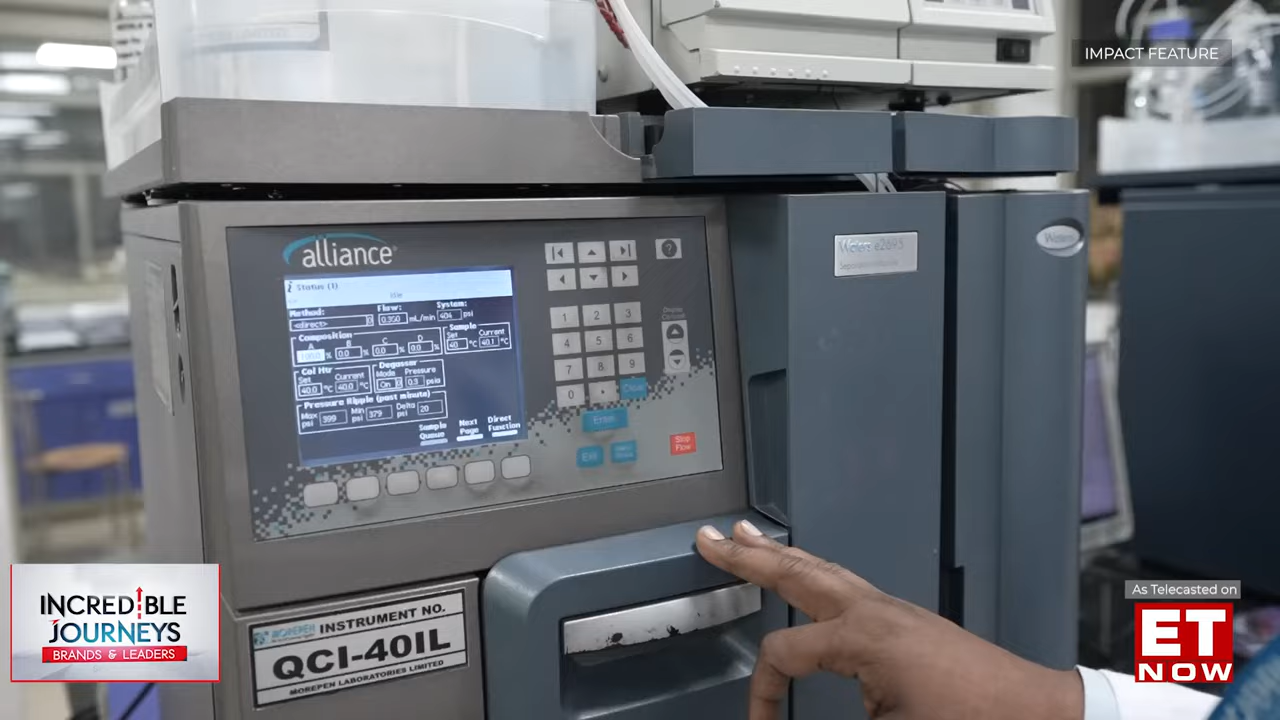 IMPACT FEATURE
alliance
Waters e2695
Separations Module
Waters
i Status (1)
Idle
Method: Flow: System:
<direct> 0.350 mL/min 404 psi
Composition Sample
A B C D Set Current
100.0 % 0.0 % 0.0 % 0.0 % 40. °C 40.1 °C
Col Htr Degasser
Set Current Mode Pressure
40.0 °C 40.0 °C On 0.3 psia
Pressure Ripple (past minute)
Max psi 399 Min psi 379 Delta psi 20
Sample Queue Next Page Direct Function
?
1 2 3
4 5 6
7 8 9
0 . Clear
Enter
Exit
Stop Flow
MOREPEN INSTRUMENT NO.
QCI-40IL
MOREPEN LABORATORIES LIMITED
INCREDIBLE
JOURNEYS
BRANDS & LEADERS
As Telecasted on
ET
NOW